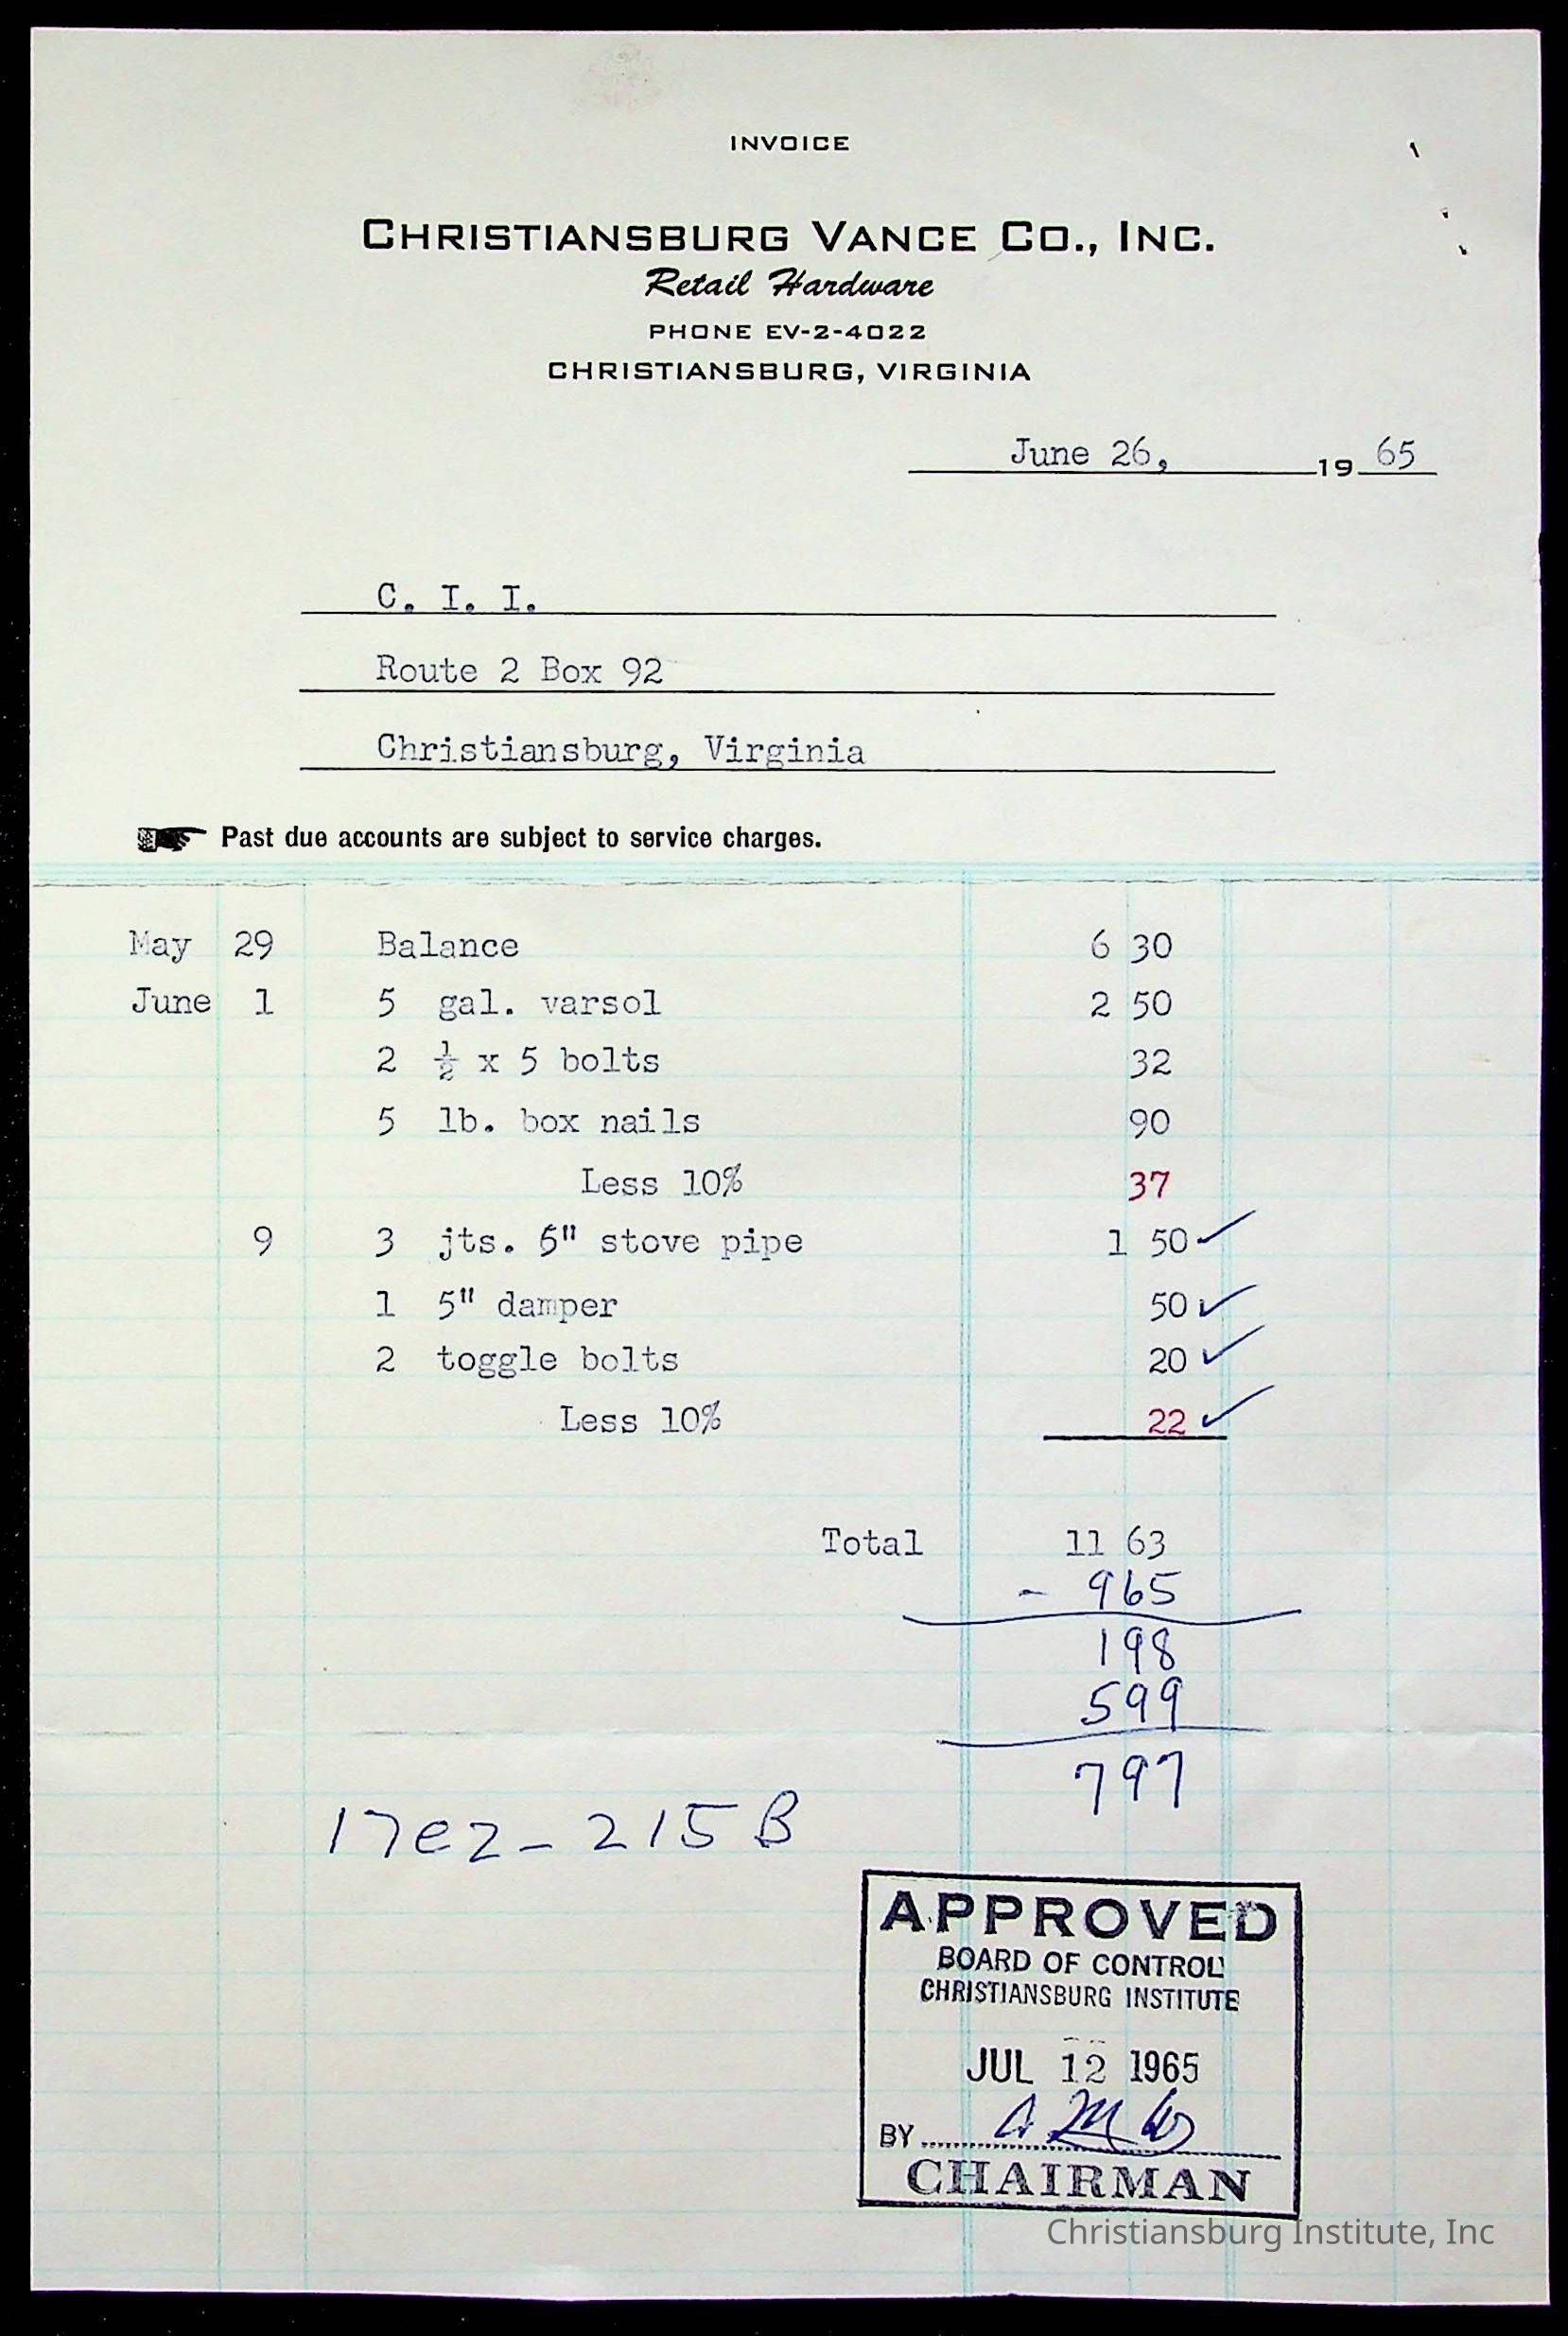 INVOICE
CHRISTIANSBURG VANCE CO., INC.
Retail Hardware
PHONE EV-2-4022
CHRISTIANSBURG, VIRGINIA
June 26, 19 65
C. I. I.
Route 2 Box 92
Christiansburg, Virginia
Past due accounts are subject to service charges.
May 29 Balance 6 30
June 1 5 gal. varsol 2 50
2 ½ x 5 bolts 32
5 lb. box nails 90
Less 10% 37
9 3 jts. 5" stove pipe 1 50 ✓
1 5" damper 50 ✓
2 toggle bolts 20 ✓
Less 10% 22 ✓
Total 11 63
- 965
198
599
797
17e2-215B
APPROVED
BOARD OF CONTROL
CHRISTIANSBURG INSTITUTE
JUL 12 1965
BY
CHAIRMAN
Christiansburg Institute, Inc